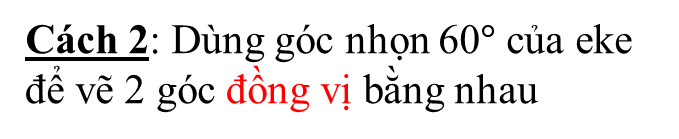 Cách 2: Dùng góc nhọn 60° của eke
để vẽ 2 góc đồng vị bằng nhau